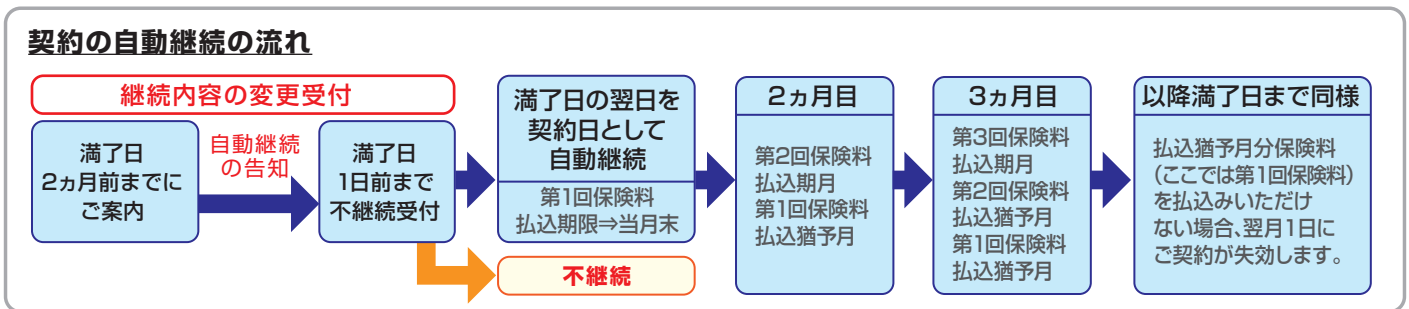 契約の自動継続の流れ
継続内容の変更受付
満了日
2ヵ月前までに
ご案内
自動継続
の告知
満了日
1日前まで
不継続受付
満了日の翌日を
契約日として
自動継続
第1回保険料
払込期限⇒当月末
不継続
2ヵ月目
第2回保険料
払込期月
第1回保険料
払込猶予月
3ヵ月目
第3回保険料
払込期月
第2回保険料
払込猶予月
第1回保険料
払込猶予月
以降満了日まで同様
払込猶予月分保険料
(ここでは第1回保険料)
を払込みいただけ
ない場合、翌月1日に
ご契約が失効します。